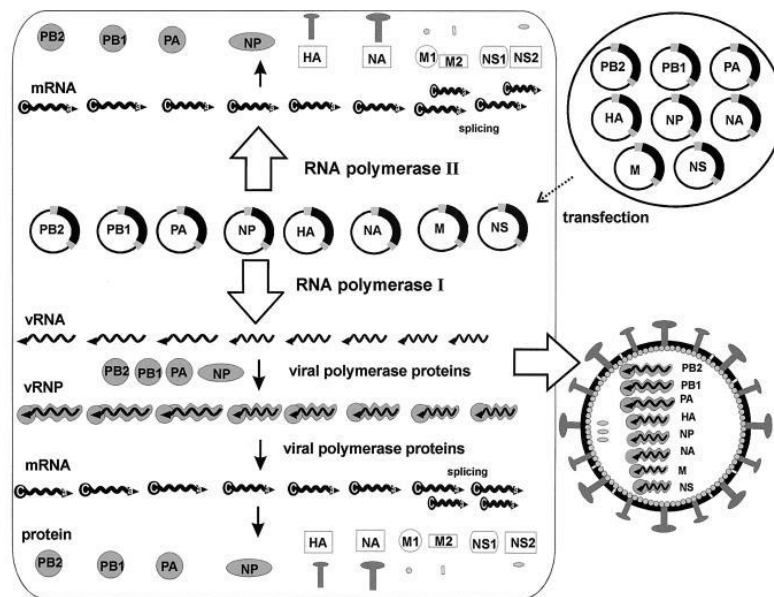 PB2 PB1 PA NP HA NA M1 M2 NS1 NS2
mRNA
splicing
RNA polymerase II
PB2 PB1 PA NP HA NA M NS
RNA polymerase I
vRNA
PB2 PB1 PA NP viral polymerase proteins
vRNP
viral polymerase proteins
mRNA
splicing
protein
PB2 PB1 PA NP HA NA M1 M2 NS1 NS2
PB2 PB1 PA
HA NP NA
M NS
transfection
PB2
PB1
PA
HA
NP
NA
M
NS